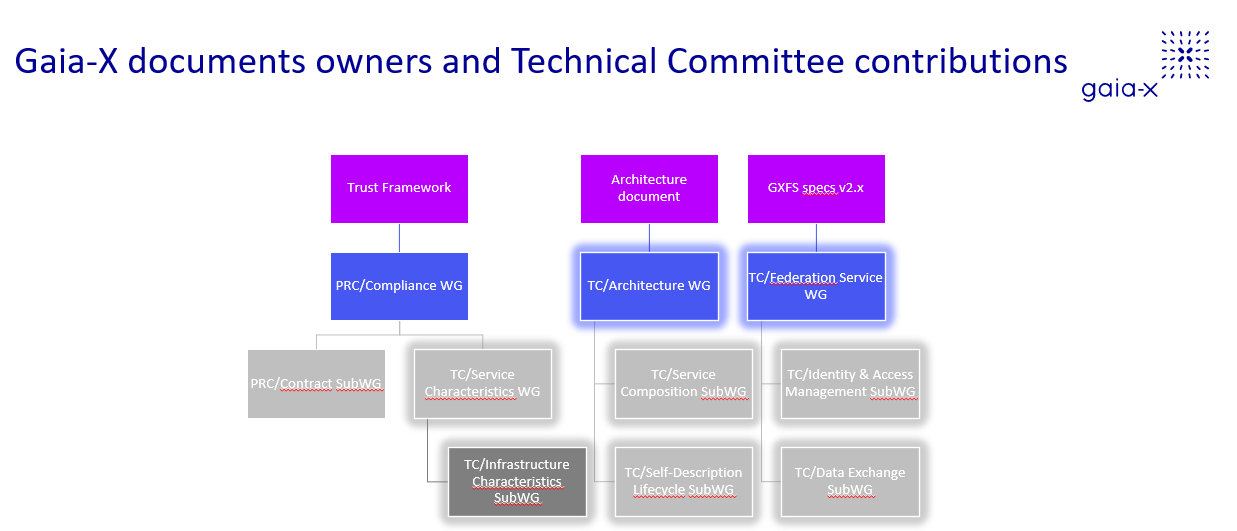 Gaia-X documents owners and Technical Committee contributions
gaia-x
Trust Framework
Architecture
document
GXFS specs v2.x
PRC/Compliance WG
TC/Architecture WG
TC/Federation Service
WG
PRC/Contract SubWG
TC/Service
Characteristics WG
TC/Service
Composition SubWG
TC/Identity & Access
Management SubWG
TC/Infrastructure
Characteristics
SubWG
TC/Self-Description
Lifecycle SubWG
TC/Data Exchange
SubWG